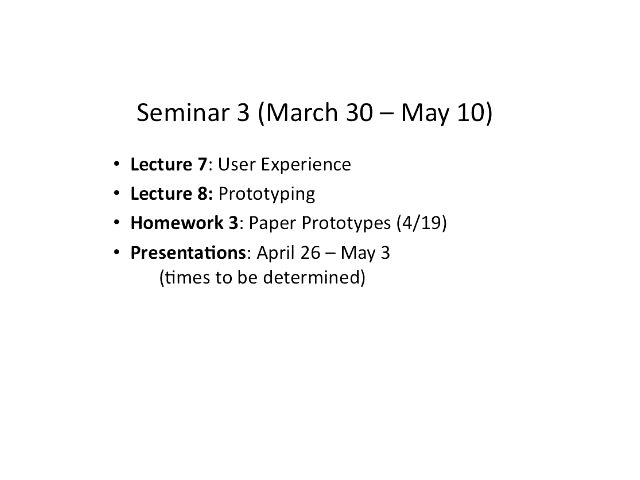 Seminar 3 (March 30 – May 10)
• Lecture 7: User Experience
• Lecture 8: Prototyping
• Homework 3: Paper Prototypes (4/19)
• Presentations: April 26 – May 3
(times to be determined)